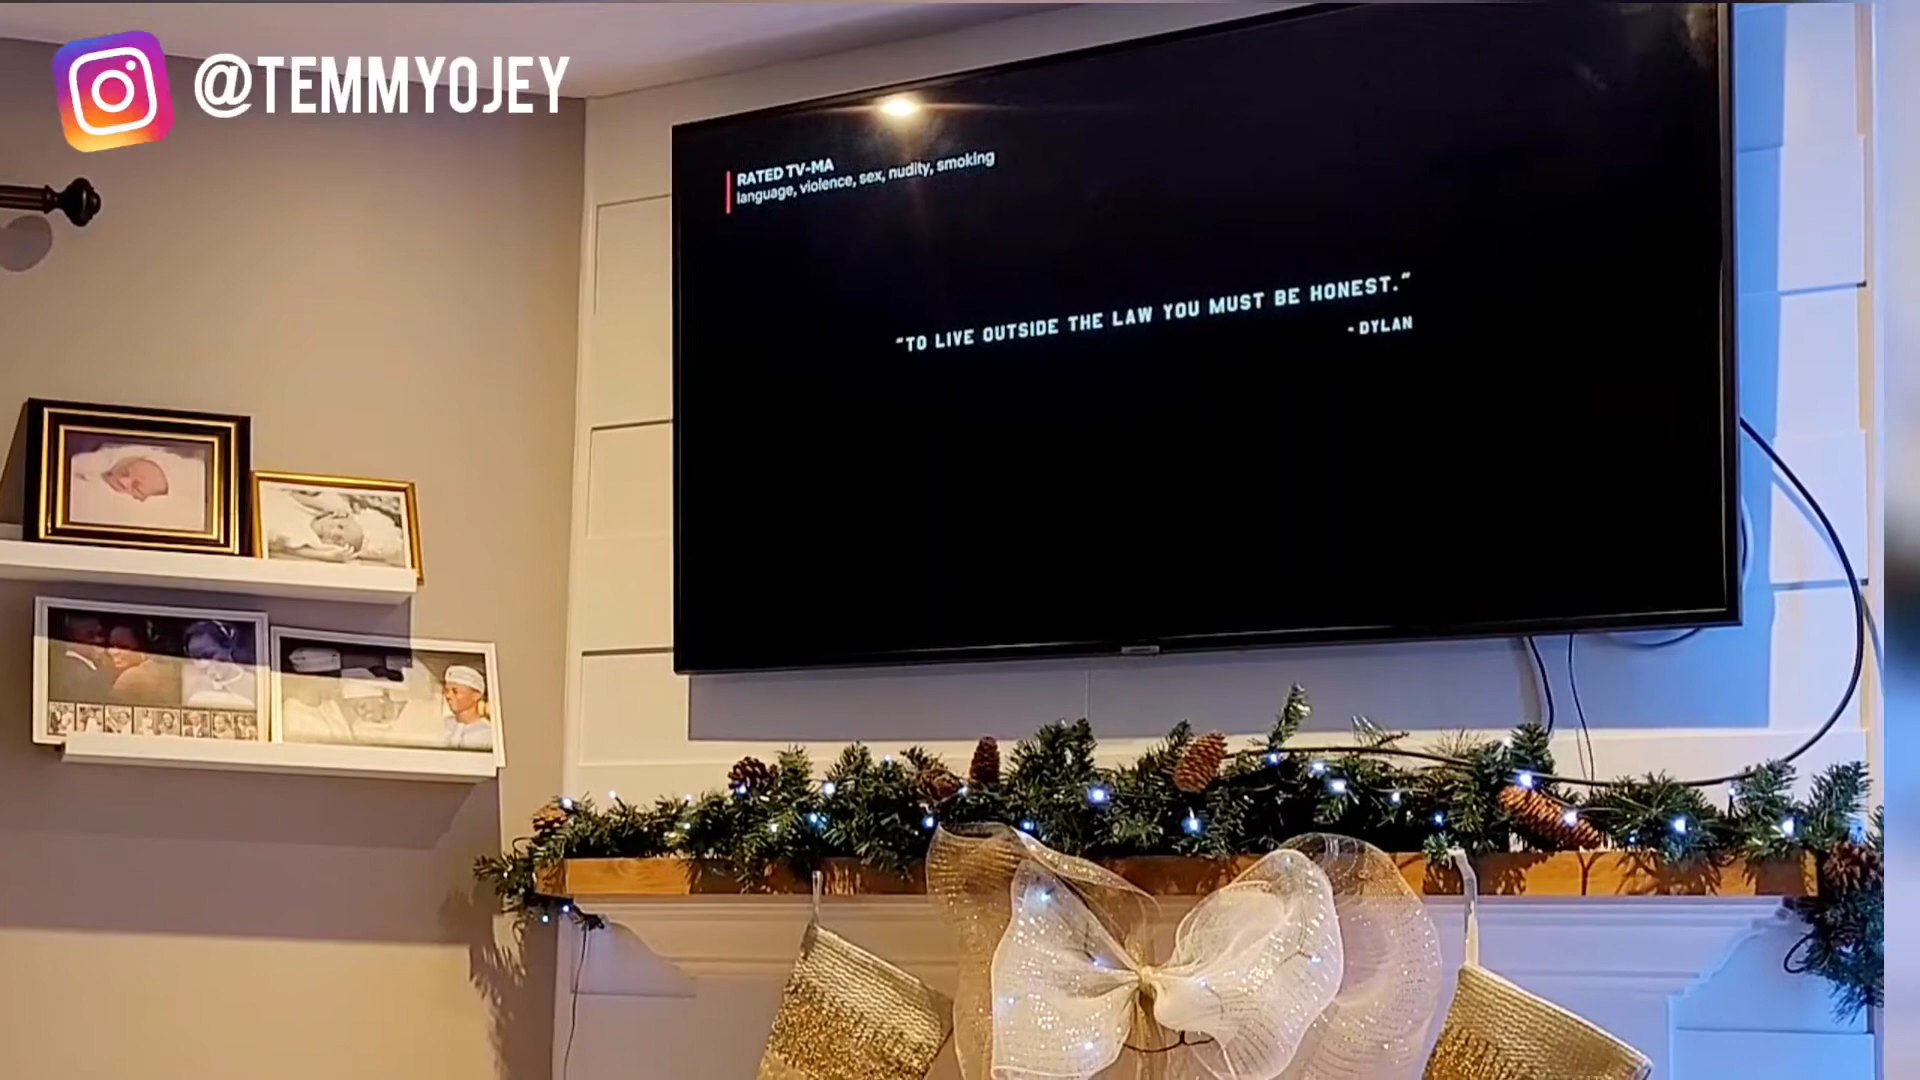 @TEMMYOJEY
RATED TV-MA
language, violence, sex, nudity, smoking
"TO LIVE OUTSIDE THE LAW YOU MUST BE HONEST."
- DYLAN